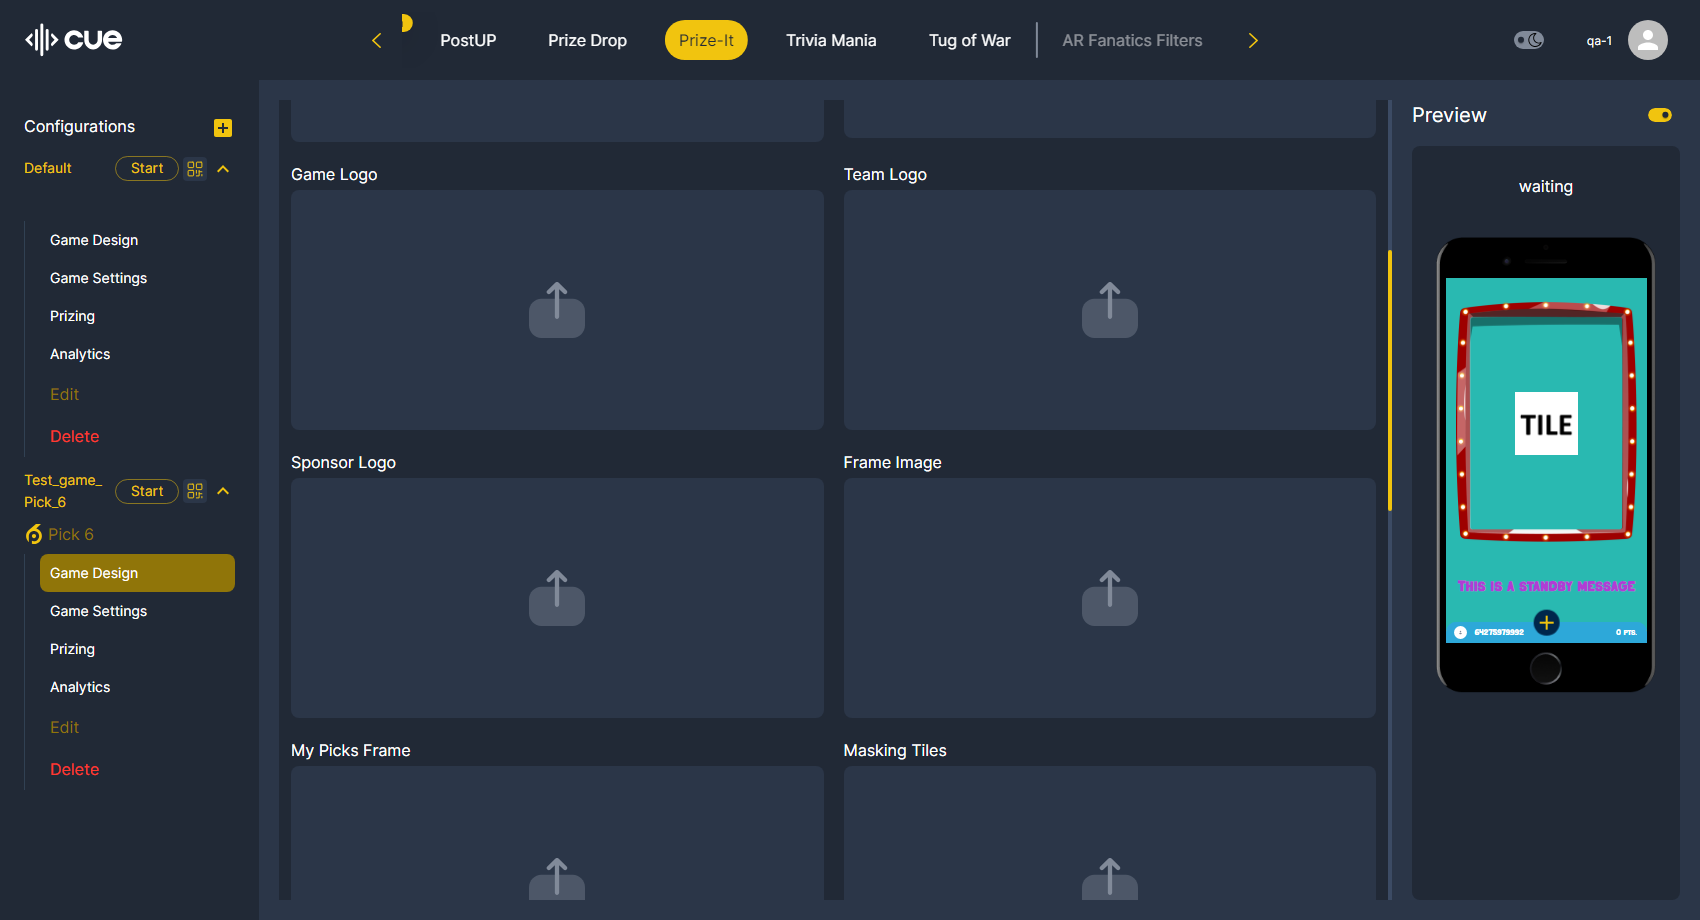 cue
PostUP
Prize Drop
Prize-It
Trivia Mania
Tug of War
AR Fanatics Filters
qa-1
Configurations
Default
Start
Game Design
Game Settings
Prizing
Analytics
Edit
Delete
Test_game_
Pick_6
Start
Pick 6
Game Design
Game Settings
Prizing
Analytics
Edit
Delete
Game Logo
Team Logo
Sponsor Logo
Frame Image
My Picks Frame
Masking Tiles
Preview
waiting
TILE
THIS IS A STANDBY MESSAGE
64275979992
0 PTS.